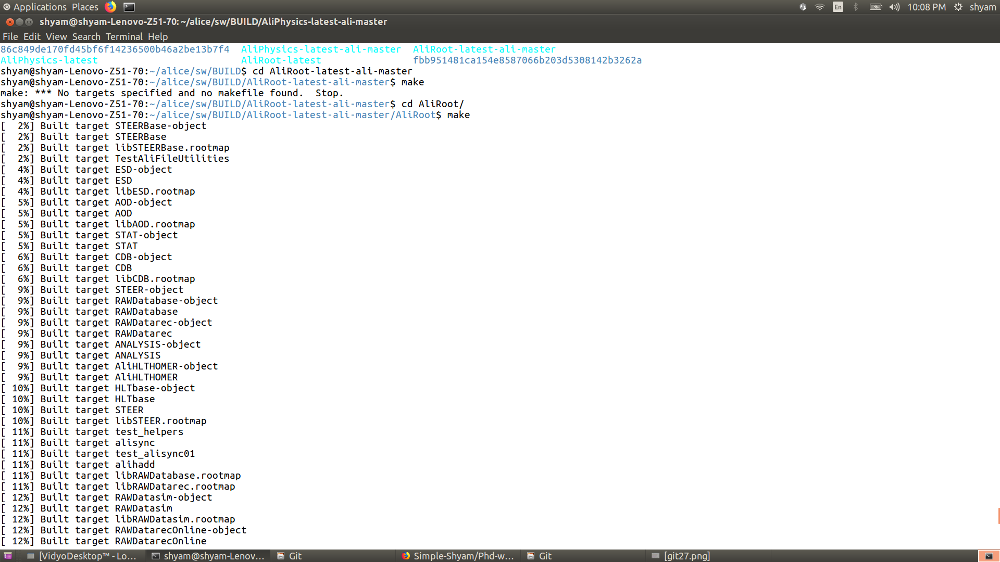 Applications Places En 10:08 PM shyam
shyam@shyam-Lenovo-Z51-70: ~/alice/sw/BUILD/AliPhysics-latest-ali-master
File Edit View Search Terminal Help
86c849de170fd45bf6f14236500b46a2be13b7f4 AliPhysics-latest-ali-master AliRoot-latest-ali-master
AliPhysics-latest AliRoot-latest fbb951481ca154e8587066b203d5308142b3262a
shyam@shyam-Lenovo-Z51-70:~/alice/sw/BUILD$ cd AliRoot-latest-ali-master
shyam@shyam-Lenovo-Z51-70:~/alice/sw/BUILD/AliRoot-latest-ali-master$ make
make: *** No targets specified and no makefile found.  Stop.
shyam@shyam-Lenovo-Z51-70:~/alice/sw/BUILD/AliRoot-latest-ali-master$ cd AliRoot/
shyam@shyam-Lenovo-Z51-70:~/alice/sw/BUILD/AliRoot-latest-ali-master/AliRoot$ make
[  2%] Built target STEERBase-object
[  2%] Built target STEERBase
[  2%] Built target libSTEERBase.rootmap
[  2%] Built target TestAliFileUtilities
[  4%] Built target ESD-object
[  4%] Built target ESD
[  4%] Built target libESD.rootmap
[  5%] Built target AOD-object
[  5%] Built target AOD
[  5%] Built target libAOD.rootmap
[  5%] Built target STAT-object
[  5%] Built target STAT
[  6%] Built target CDB-object
[  6%] Built target CDB
[  6%] Built target libCDB.rootmap
[  9%] Built target STEER-object
[  9%] Built target RAWDatabase-object
[  9%] Built target RAWDatabase
[  9%] Built target RAWDatarec-object
[  9%] Built target RAWDatarec
[  9%] Built target ANALYSIS-object
[  9%] Built target ANALYSIS
[  9%] Built target AliHLTHOMER-object
[  9%] Built target AliHLTHOMER
[ 10%] Built target HLTbase-object
[ 10%] Built target HLTbase
[ 10%] Built target STEER
[ 10%] Built target libSTEER.rootmap
[ 11%] Built target test_helpers
[ 11%] Built target alisync
[ 11%] Built target test_alisync01
[ 11%] Built target alihadd
[ 11%] Built target libRAWDatabase.rootmap
[ 11%] Built target libRAWDatarec.rootmap
[ 12%] Built target RAWDatasim-object
[ 12%] Built target RAWDatasim
[ 12%] Built target libRAWDatasim.rootmap
[ 12%] Built target RAWDatarecOnline-object
[ 12%] Built target RAWDatarecOnline
[VidyoDesktop™ - Lo... shyam@shyam-Lenov... Git Simple-Shyam/Phd-w... Git [git27.png]